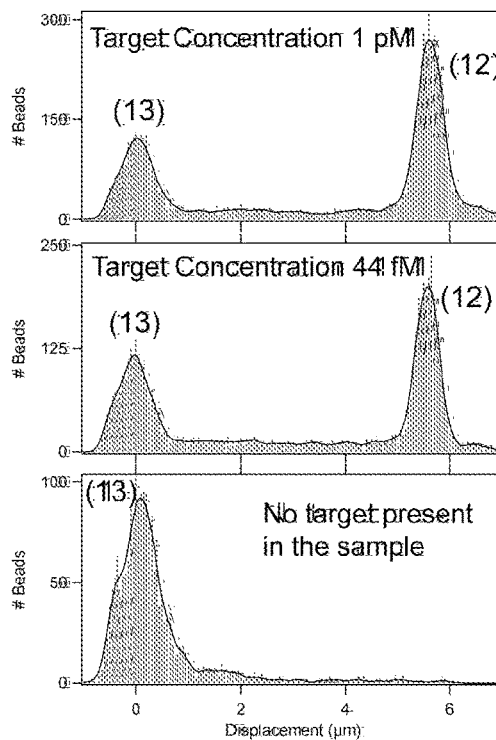 300
Target Concentration 1 pM
(12)
(13)
150
# Beads
0
250
Target Concentration 441 fM
(12)
(13)
125
# Beads
0
100
(13)
No target present
in the sample
50
# Beads
0
0 2 4 6
Displacement (μm)